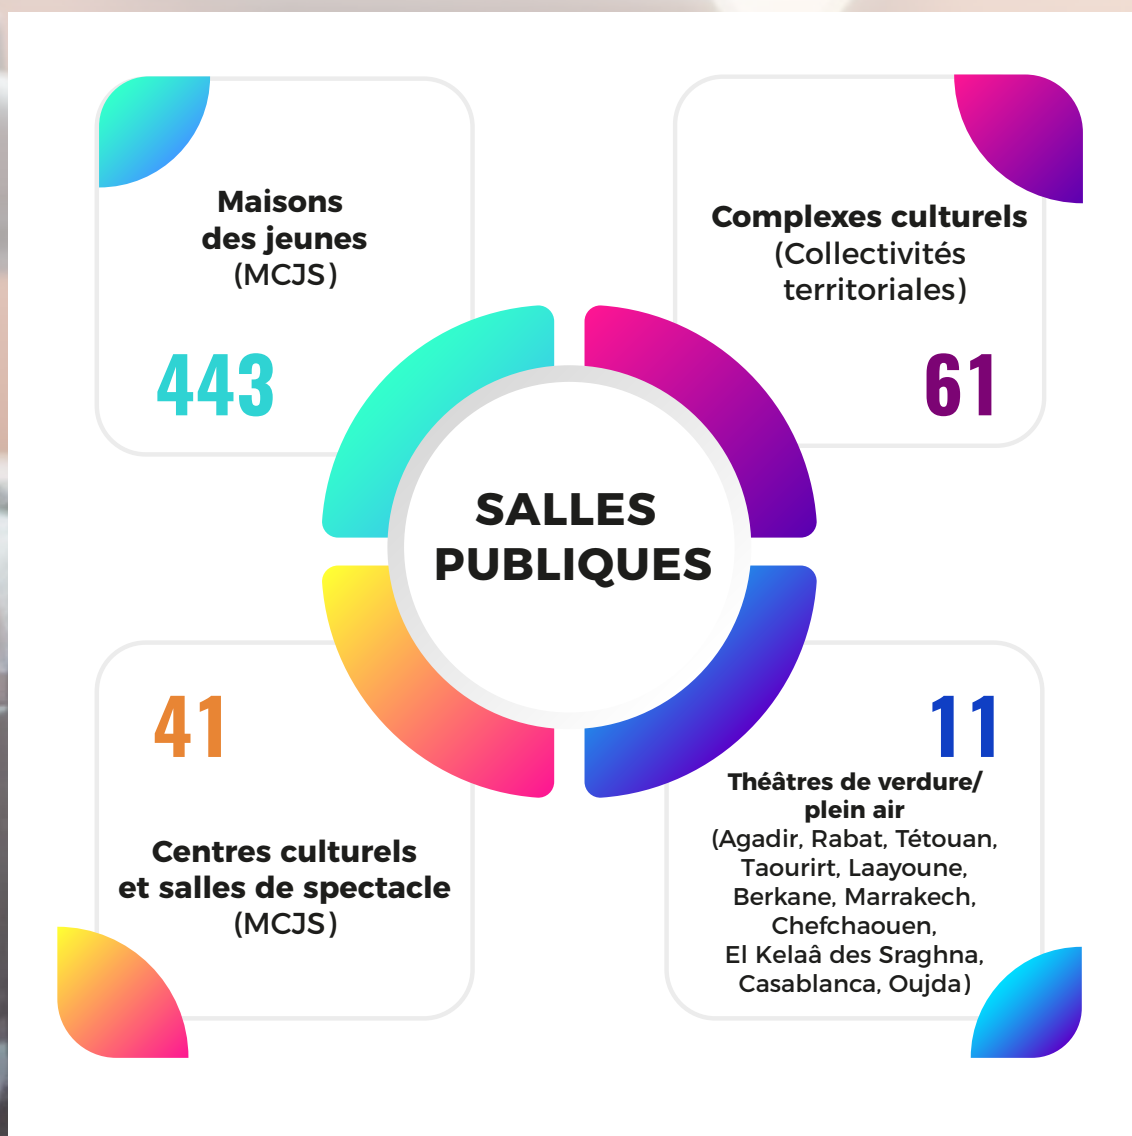 Maisons
des jeunes
(MCJS)
443
Complexes culturels
(Collectivités
territoriales)
61
SALLES
PUBLIQUES
41
Centres culturels
et salles de spectacle
(MCJS)
11
Théâtres de verdure/
plein air
(Agadir, Rabat, Tétouan,
Taourirt, Laayoune,
Berkane, Marrakech,
Chefchaouen,
El Kelaâ des Sraghna,
Casablanca, Oujda)